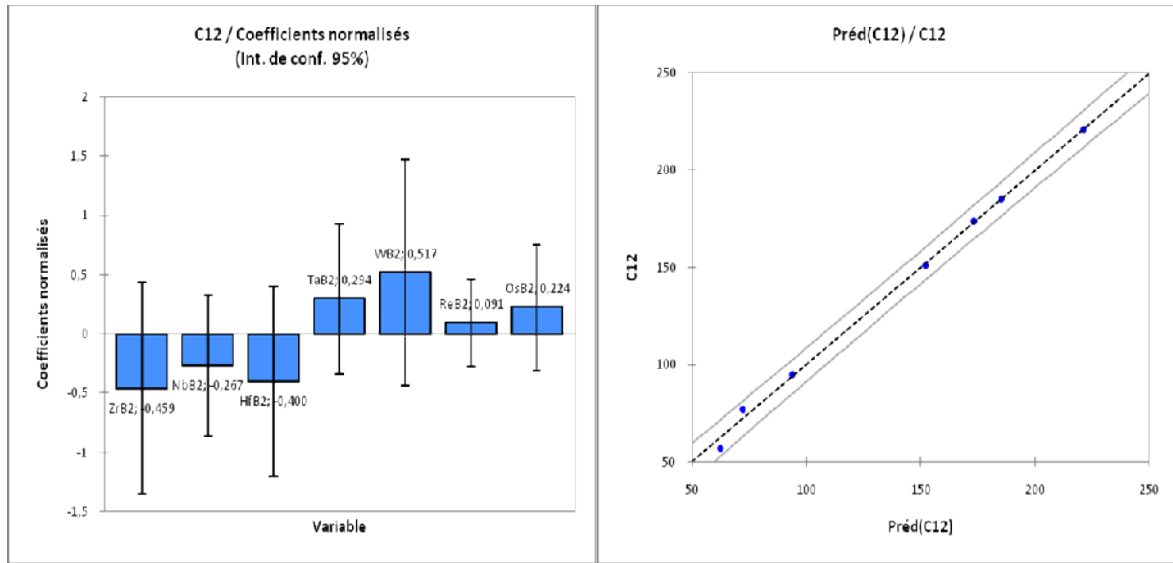 C12 / Coefficients normalisés
(Int. de conf. 95%)
2
1,5
1
0,5
0
-0,5
-1
-1,5
Coefficients normalisés
ZrB2; -0,459
NbB2; -0,267
HfB2; -0,400
TaB2; 0,294
WB2; 0,517
ReB2; 0,091
OsB2; 0,224
Variable
Préd(C12) / C12
250
200
150
100
50
C12
50
100
150
200
250
Préd(C12)